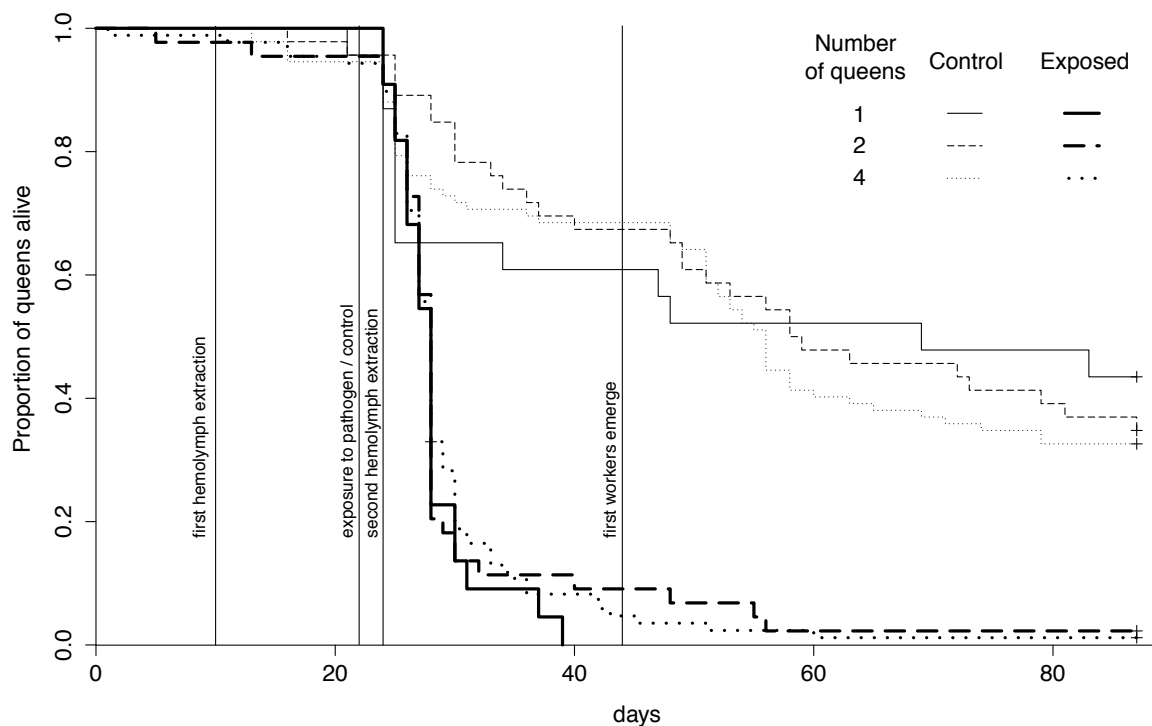 Number of queens Control Exposed
1
2
4
Proportion of queens alive
1.0
0.8
0.6
0.4
0.2
0.0
first hemolymph extraction
exposure to pathogen / control
second hemolymph extraction
first workers emerge
0 20 40 60 80
days